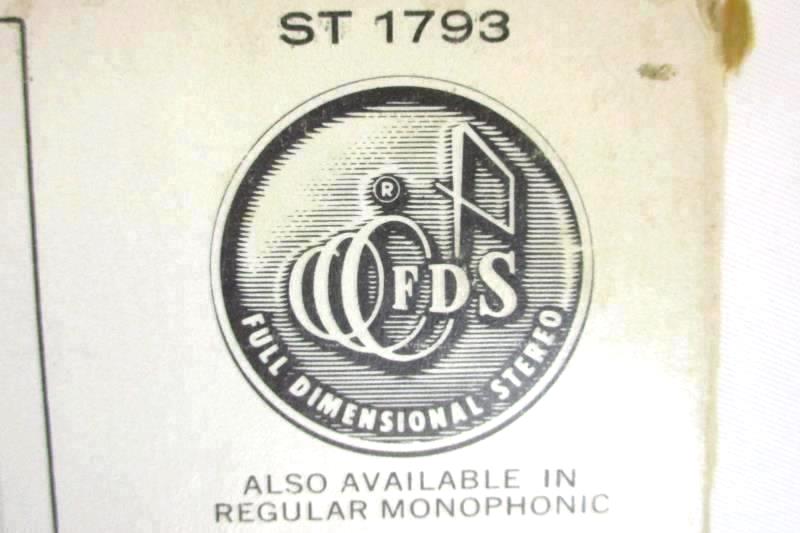 ST 1793
®
FDS
FULL DIMENSIONAL STEREO
ALSO AVAILABLE IN
REGULAR MONOPHONIC